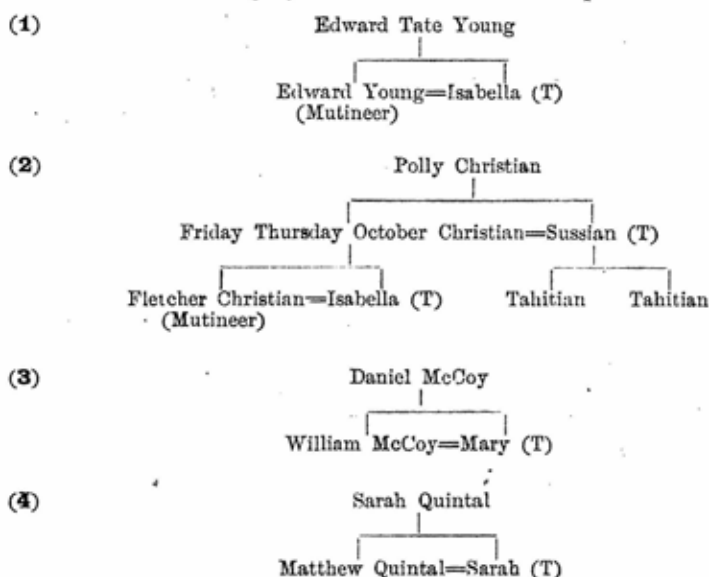 (1) Edward Tate Young
Edward Young=Isabella (T)
(Mutineer)
(2) Polly Christian
Friday Thursday October Christian=Sussian (T)
Fletcher Christian=Isabella (T) Tahitian Tahitian
(Mutineer)
(3) Daniel McCoy
William McCoy=Mary (T)
(4) Sarah Quintal
Matthew Quintal=Sarah (T)